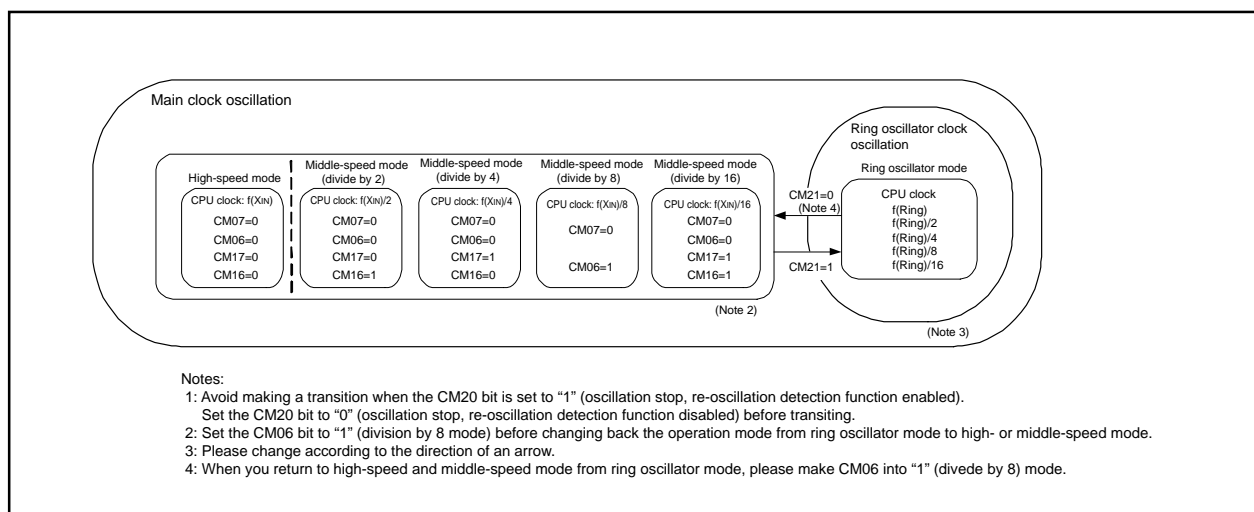 Main clock oscillation
Ring oscillator clock
oscillation
High-speed mode
CPU clock: f(XIN)
CM07=0
CM06=0
CM17=0
CM16=0
Middle-speed mode
(divide by 2)
CPU clock: f(XIN)/2
CM07=0
CM06=0
CM17=0
CM16=1
Middle-speed mode
(divide by 4)
CPU clock: f(XIN)/4
CM07=0
CM06=0
CM17=1
CM16=0
Middle-speed mode
(divide by 8)
CPU clock: f(XIN)/8
CM07=0
CM06=1
Middle-speed mode
(divide by 16)
CPU clock: f(XIN)/16
CM07=0
CM06=0
CM17=1
CM16=1
CM21=0
(Note 4)
CM21=1
Ring oscillator mode
CPU clock
f(Ring)
f(Ring)/2
f(Ring)/4
f(Ring)/8
f(Ring)/16
(Note 2)
(Note 3)
Notes:
1: Avoid making a transition when the CM20 bit is set to “1” (oscillation stop, re-oscillation detection function enabled).
Set the CM20 bit to “0” (oscillation stop, re-oscillation detection function disabled) before transiting.
2: Set the CM06 bit to “1” (division by 8 mode) before changing back the operation mode from ring oscillator mode to high- or middle-speed mode.
3: Please change according to the direction of an arrow.
4: When you return to high-speed and middle-speed mode from ring oscillator mode, please make CM06 into “1” (divede by 8) mode.